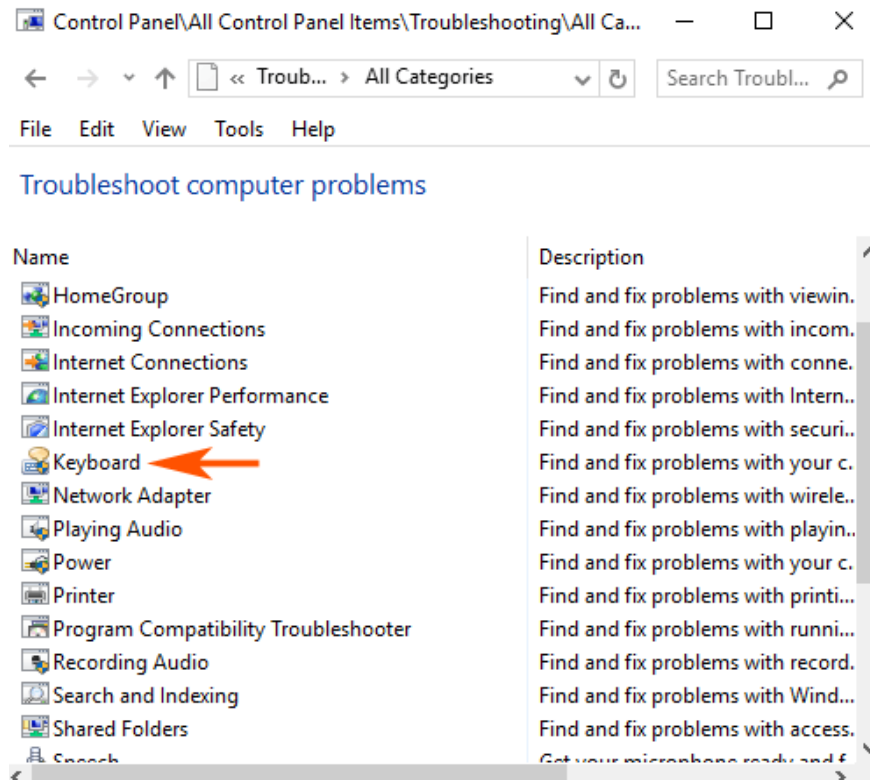 Control Panel\All Control Panel Items\Troubleshooting\All Ca...
« Troub... › All Categories
Search Troubl...
File Edit View Tools Help
Troubleshoot computer problems
Name Description
HomeGroup Find and fix problems with viewin.
Incoming Connections Find and fix problems with incom.
Internet Connections Find and fix problems with conne.
Internet Explorer Performance Find and fix problems with Intern..
Internet Explorer Safety Find and fix problems with securi..
Keyboard Find and fix problems with your c.
Network Adapter Find and fix problems with wirele..
Playing Audio Find and fix problems with playin..
Power Find and fix problems with your c.
Printer Find and fix problems with printi...
Program Compatibility Troubleshooter Find and fix problems with runni...
Recording Audio Find and fix problems with record.
Search and Indexing Find and fix problems with Wind...
Shared Folders Find and fix problems with access.
Speech Get your microphone ready and f